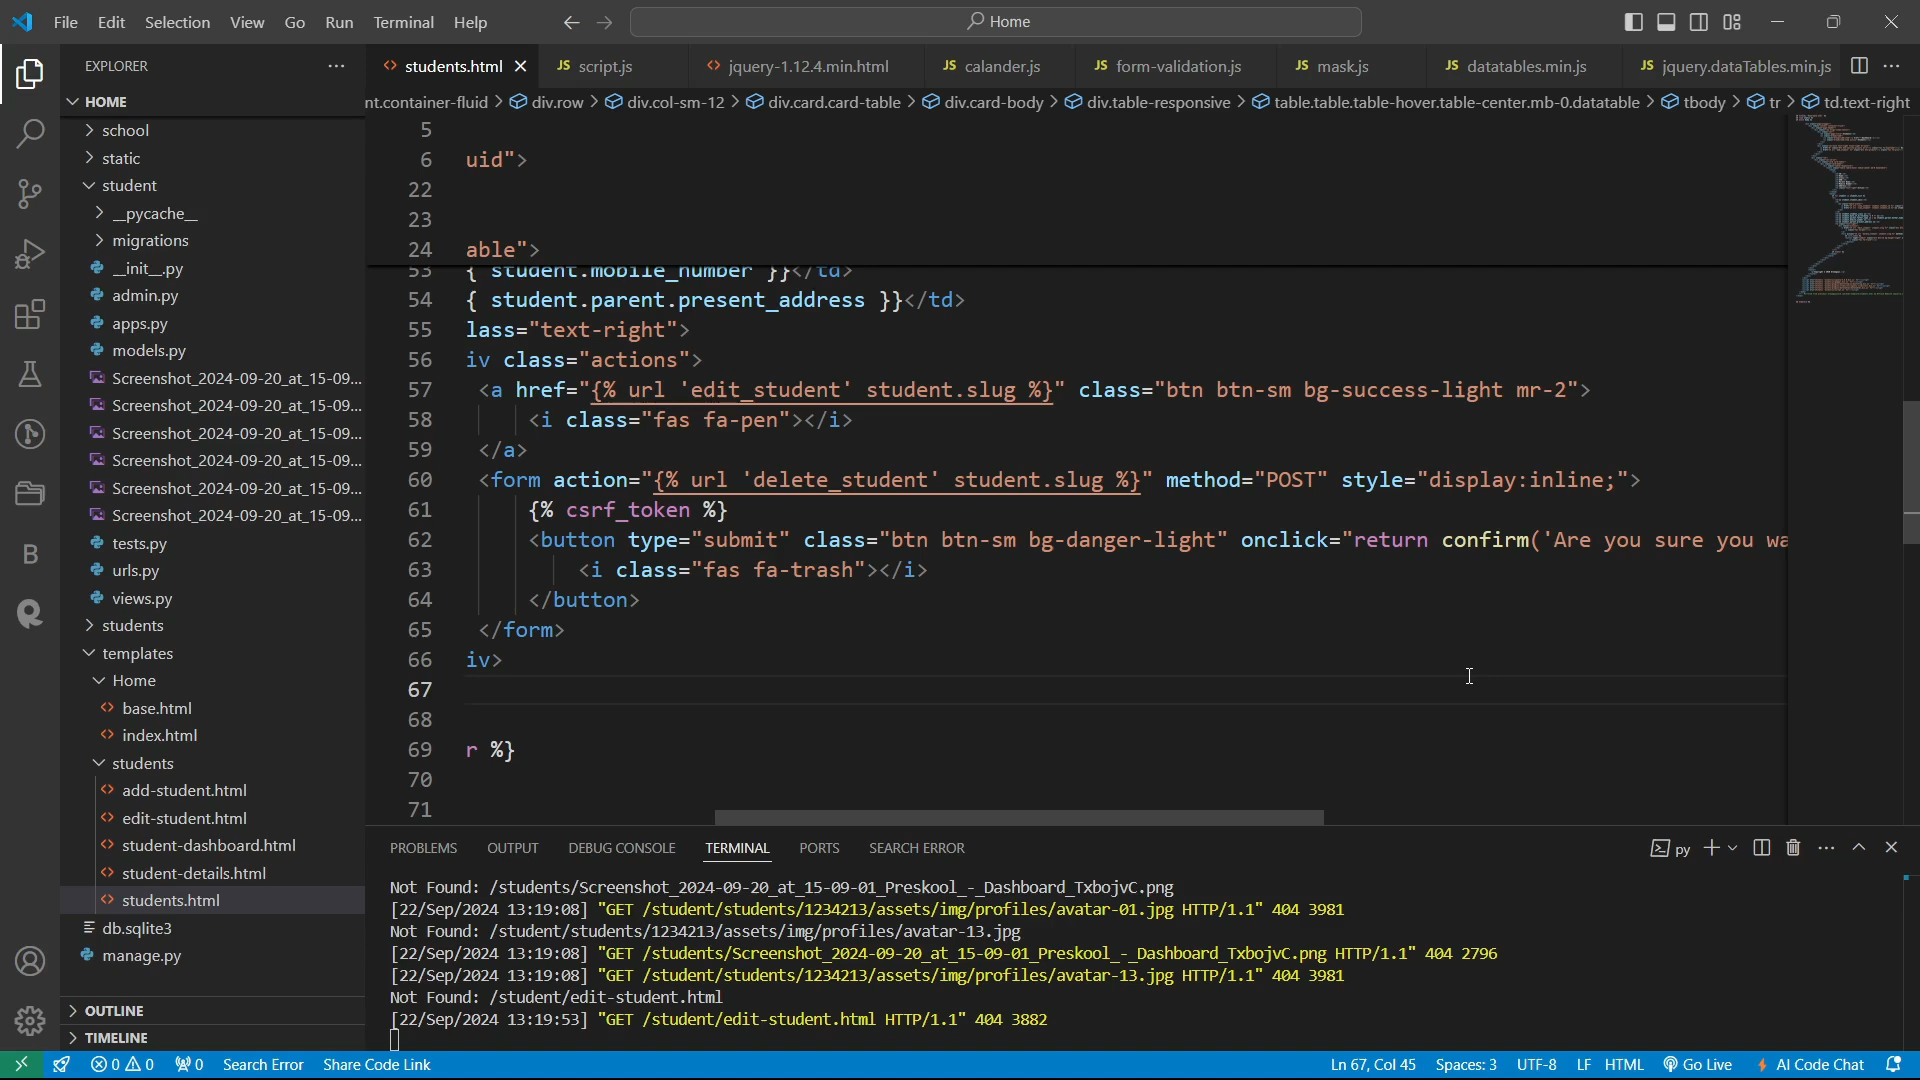 File Edit Selection View Go Run Terminal Help
Home
EXPLORER
students.html
JS script.js
jquery-1.12.4.min.html
JS calander.js
JS form-validation.js
JS mask.js
JS datatables.min.js
JS jquery.dataTables.min.js
nt.container-fluid > div.row > div.col-sm-12 > div.card.card-table > div.card-body > div.table-responsive > table.table.table-hover.table-center.mb-0.datatable > tbody > tr > td.text-right
HOME
school
static
student
__pycache__
migrations
__init__.py
admin.py
apps.py
models.py
Screenshot_2024-09-20_at_15-09...
Screenshot_2024-09-20_at_15-09...
Screenshot_2024-09-20_at_15-09...
Screenshot_2024-09-20_at_15-09...
Screenshot_2024-09-20_at_15-09...
Screenshot_2024-09-20_at_15-09...
tests.py
urls.py
views.py
students
templates
Home
base.html
index.html
students
add-student.html
edit-student.html
student-dashboard.html
student-details.html
students.html
db.sqlite3
manage.py
OUTLINE
TIMELINE
5
6 uid">
22
23
24 able">
53 { student.mobile_number }}</td>
54 { student.parent.present_address }}</td>
55 lass="text-right">
56 iv class="actions">
57 <a href="{% url 'edit_student' student.slug %}" class="btn btn-sm bg-success-light mr-2">
58 <i class="fas fa-pen"></i>
59 </a>
60 <form action="{% url 'delete_student' student.slug %}" method="POST" style="display:inline;">
61 {% csrf_token %}
62 <button type="submit" class="btn btn-sm bg-danger-light" onclick="return confirm('Are you sure you wa
63 <i class="fas fa-trash"></i>
64 </button>
65 </form>
66 iv>
67
68
69 r %}
70
71
PROBLEMS OUTPUT DEBUG CONSOLE TERMINAL PORTS SEARCH ERROR
py
Not Found: /students/Screenshot_2024-09-20_at_15-09-01_Preskool_-_Dashboard_TxbojvC.png
[22/Sep/2024 13:19:08] "GET /student/students/1234213/assets/img/profiles/avatar-01.jpg HTTP/1.1" 404 3981
Not Found: /student/students/1234213/assets/img/profiles/avatar-13.jpg
[22/Sep/2024 13:19:08] "GET /students/Screenshot_2024-09-20_at_15-09-01_Preskool_-_Dashboard_TxbojvC.png HTTP/1.1" 404 2796
[22/Sep/2024 13:19:08] "GET /student/students/1234213/assets/img/profiles/avatar-13.jpg HTTP/1.1" 404 3981
Not Found: /student/edit-student.html
[22/Sep/2024 13:19:53] "GET /student/edit-student.html HTTP/1.1" 404 3882
0 0 0 Search Error Share Code Link
Ln 67, Col 45 Spaces: 3 UTF-8 LF HTML Go Live AI Code Chat